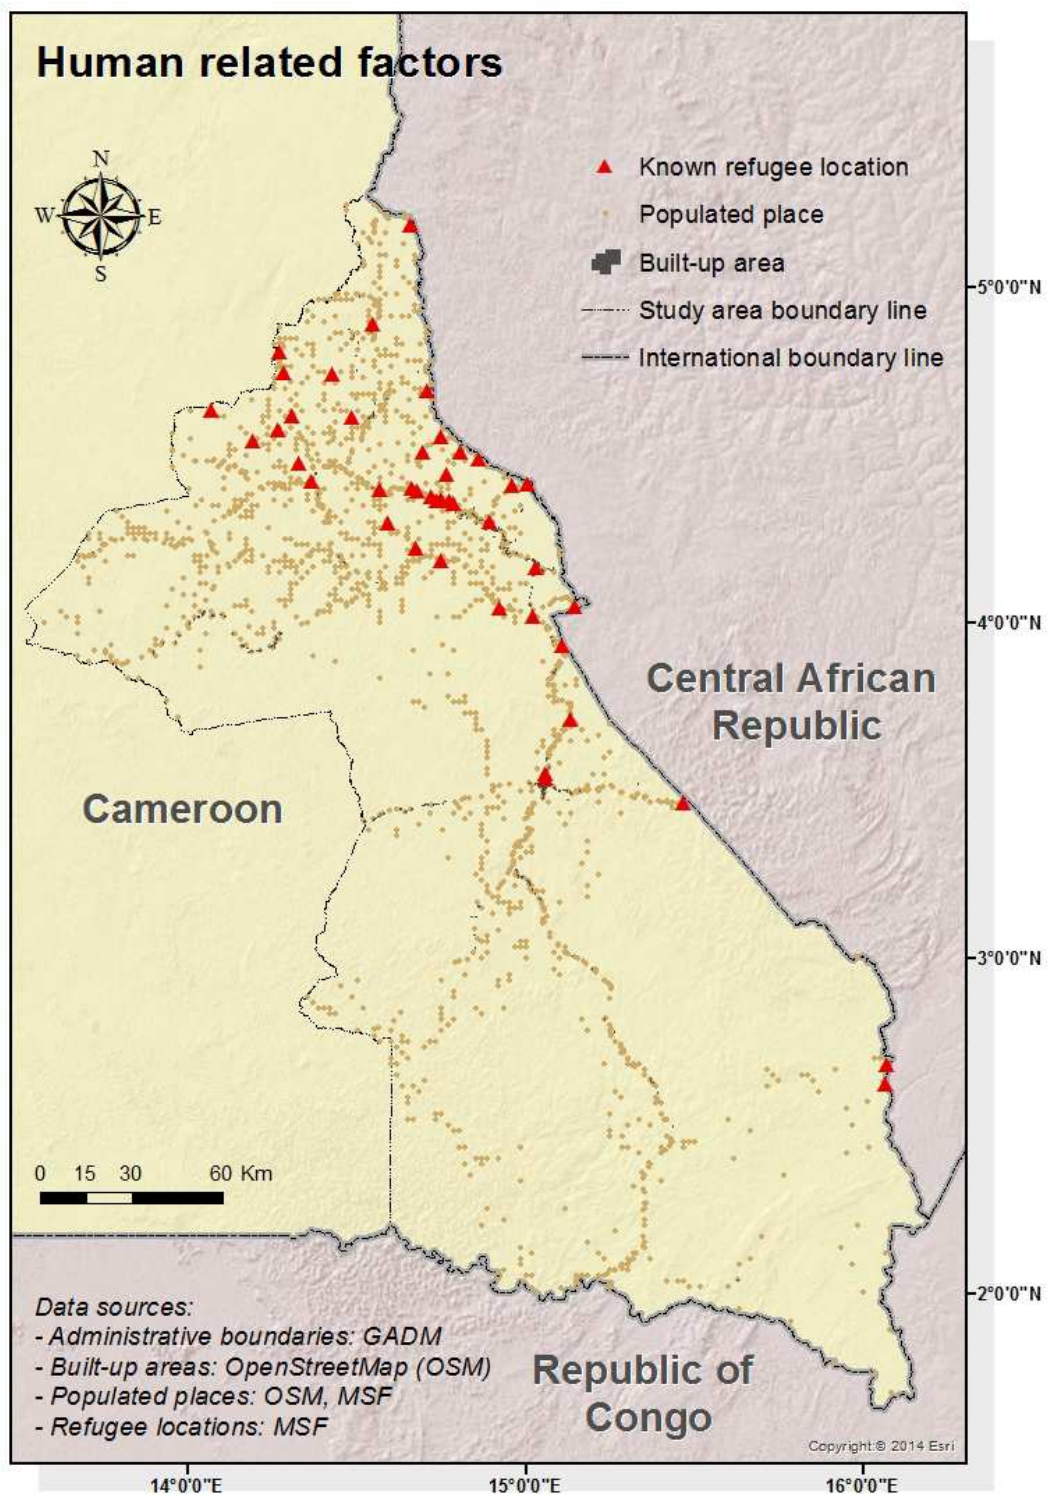 Human related factors
N
W E
S
Known refugee location
Populated place
Built-up area
Study area boundary line
International boundary line
5°0'0"N
4°0'0"N
Central African
Republic
Cameroon
3°0'0"N
0 15 30 60 Km
2°0'0"N
Data sources:
- Administrative boundaries: GADM
- Built-up areas: OpenStreetMap (OSM)
- Populated places: OSM, MSF
- Refugee locations: MSF
Republic of
Congo
Copyright:© 2014 Esri
14°0'0"E 15°0'0"E 16°0'0"E